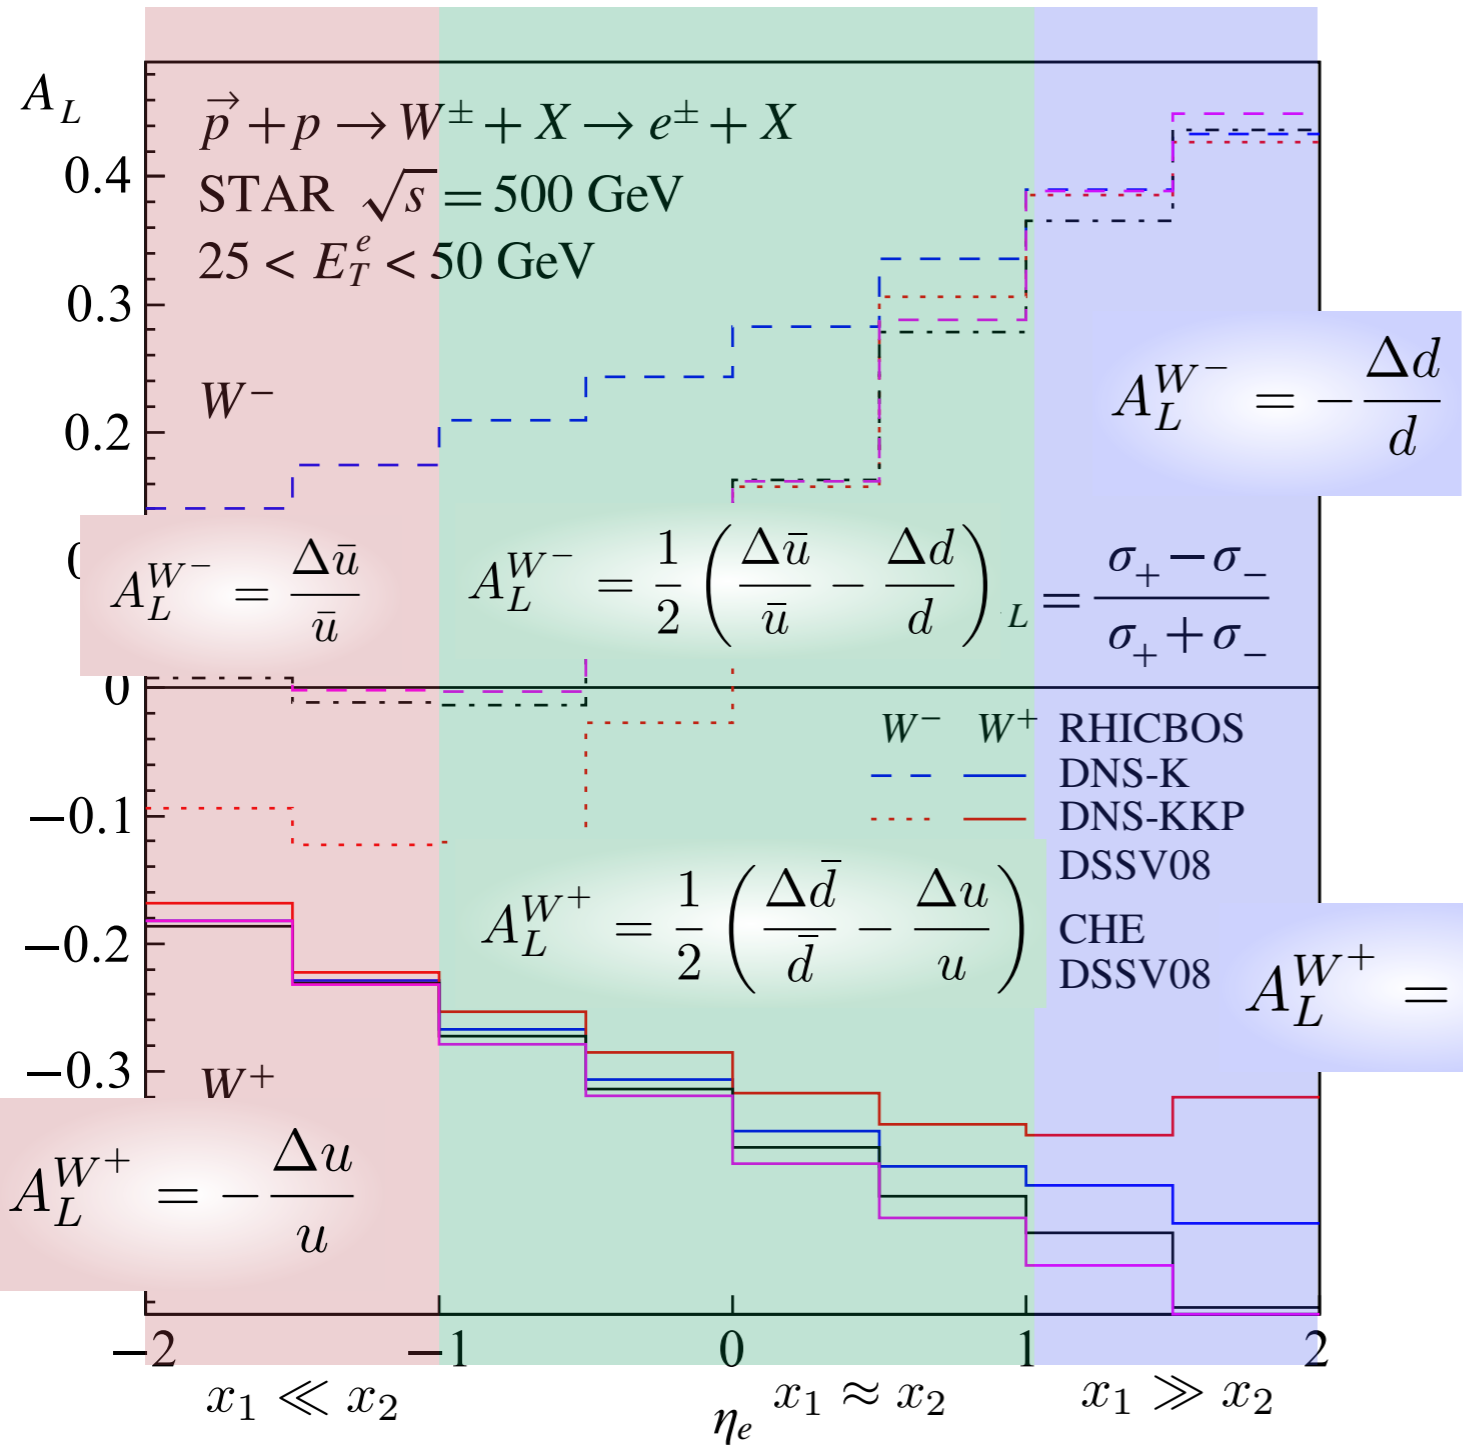 A_L
p⃗ + p → W^± + X → e^± + X
STAR √s = 500 GeV
25 < E_T^e < 50 GeV
0.4
0.3
0.2
0
0
−0.1
−0.2
−0.3
W^−
A_L^{W^−} = Δū / ū
A_L^{W^−} = 1/2 (Δū/ū − Δd/d)
L = (σ_+ − σ_−) / (σ_+ + σ_−)
A_L^{W^−} = − Δd / d
W^− W^+ RHICBOS
DNS-K
DNS-KKP
DSSV08
CHE
DSSV08
A_L^{W^+} = 1/2 (Δd̄/d̄ − Δu/u)
A_L^{W^+} =
W^+
A_L^{W^+} = − Δu / u
−2 −1 0 1 2
x_1 ≪ x_2 η_e x_1 ≈ x_2 x_1 ≫ x_2